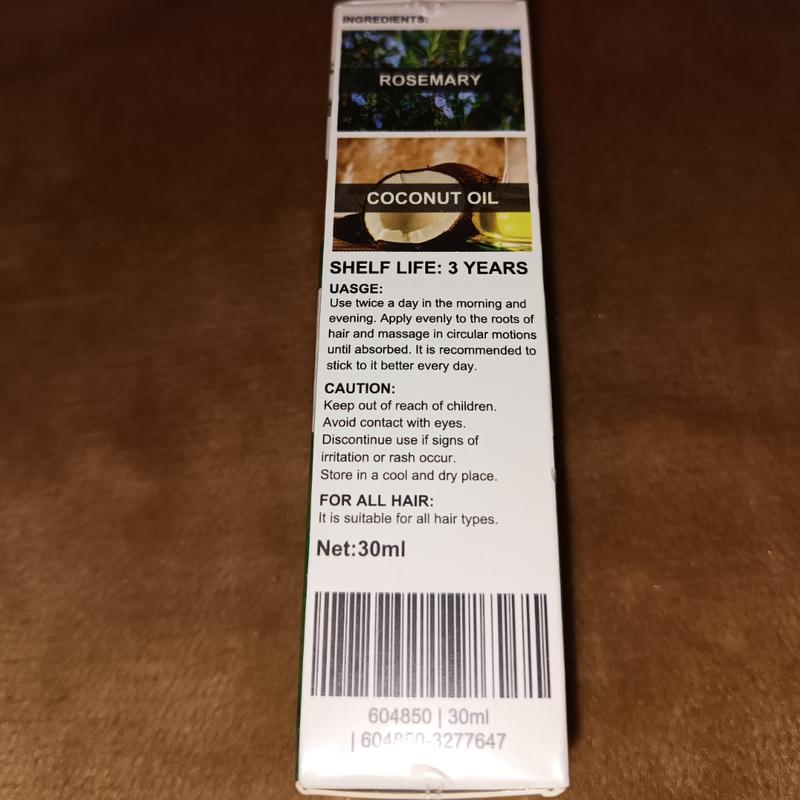 INGREDIENTS:
ROSEMARY
COCONUT OIL
SHELF LIFE: 3 YEARS
UASGE:
Use twice a day in the morning and
evening. Apply evenly to the roots of
hair and massage in circular motions
until absorbed. It is recommended to
stick to it better every day.
CAUTION:
Keep out of reach of children.
Avoid contact with eyes.
Discontinue use if signs of
irritation or rash occur.
Store in a cool and dry place.
FOR ALL HAIR:
It is suitable for all hair types.
Net:30ml
604850 | 30ml
| 604850-3277647